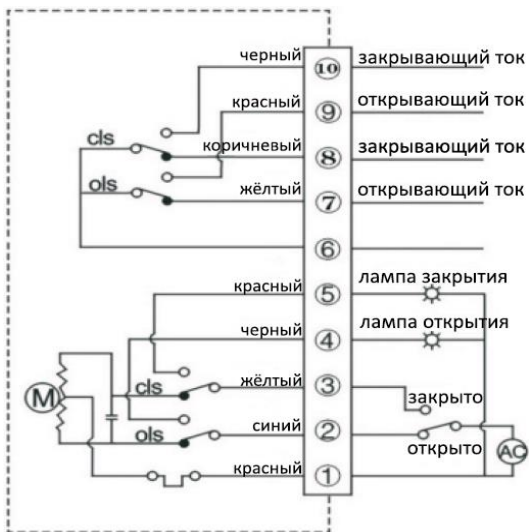 черный 10 закрывающий ток
красный 9 открывающий ток
cls коричневый 8 закрывающий ток
ols жёлтый 7 открывающий ток
6
красный 5 лампа закрытия
черный 4 лампа открытия
cls жёлтый 3 закрыто
M
ols синий 2 открыто
AC
красный 1